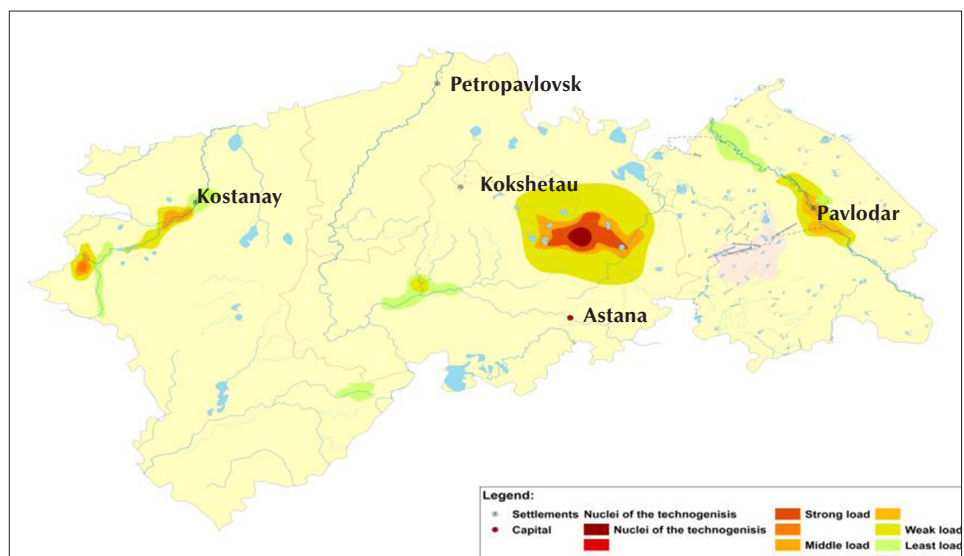 Petropavlovsk
Kokshetau
Kostanay
Pavlodar
Astana
Legend:
Settlements Nuclei of the technogenisis Strong load
Capital Nuclei of the technogenisis Weak load
Middle load Least load